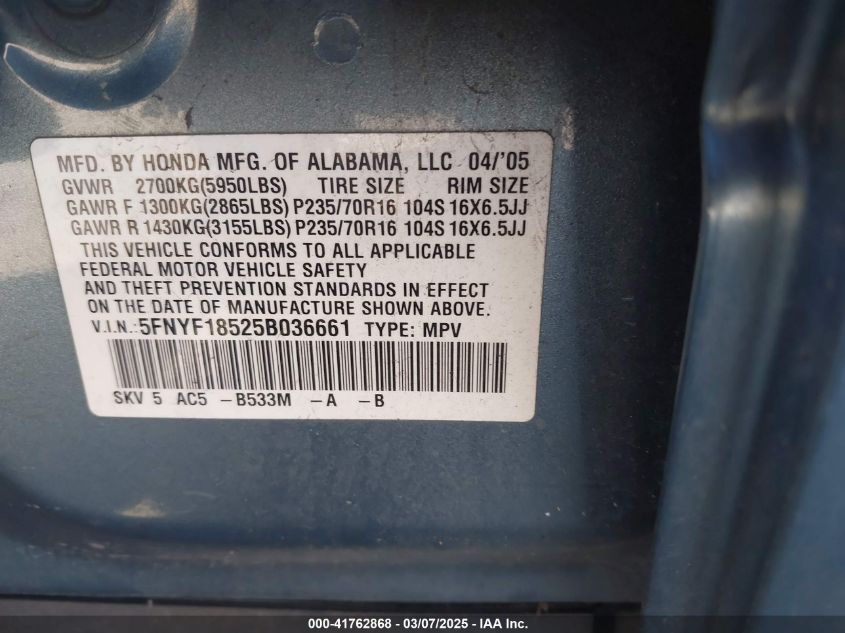 MFD. BY HONDA MFG. OF ALABAMA, LLC 04/'05
GVWR 2700KG(5950LBS) TIRE SIZE RIM SIZE
GAWR F 1300KG(2865LBS) P235/70R16 104S 16X6.5JJ
GAWR R 1430KG(3155LBS) P235/70R16 104S 16X6.5JJ
THIS VEHICLE CONFORMS TO ALL APPLICABLE
FEDERAL MOTOR VEHICLE SAFETY
AND THEFT PREVENTION STANDARDS IN EFFECT
ON THE DATE OF MANUFACTURE SHOWN ABOVE.
V.I.N.: 5FNYF18525B036661 TYPE: MPV
SKV 5 AC5 -B533M -A -B
000-41762868 - 03/07/2025 - IAA Inc.